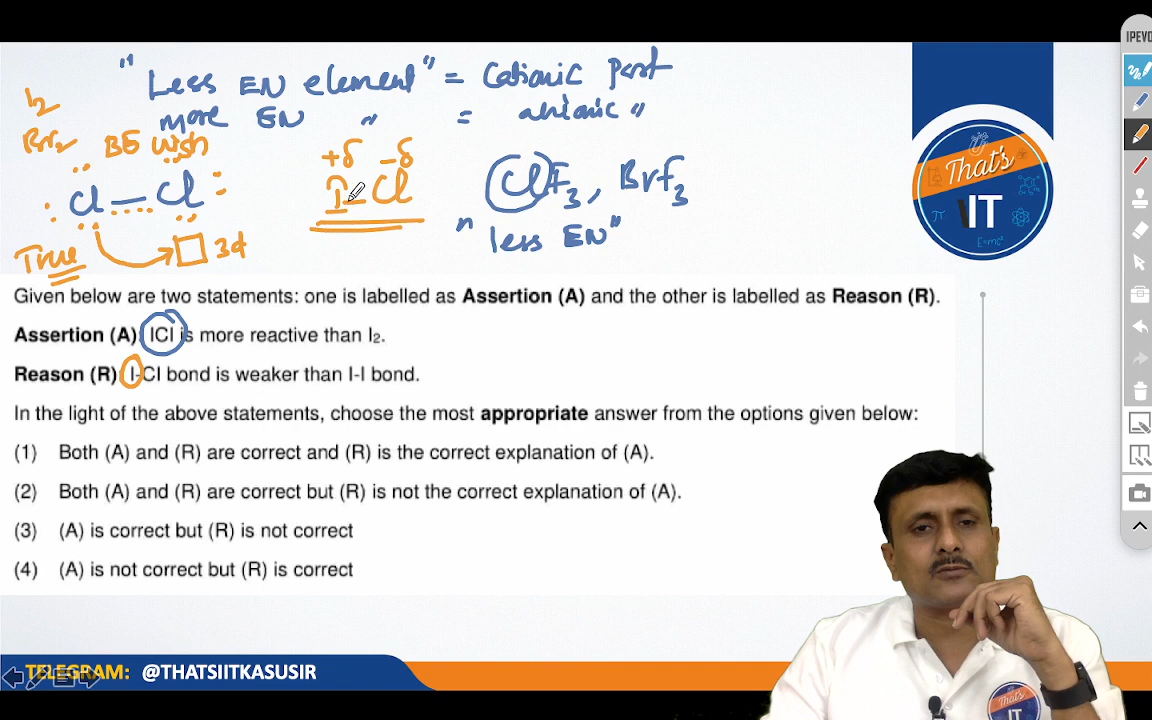 "Less EN element" = Cationic part
more EN " = anionic "
I2
Br2 BE wsh
+δ -δ
Cl — Cl
I-Cl
ClF3, BrF3
"less EN"
True
3d
IPEVO
That's
IT
π
E=mc²
Given below are two statements: one is labelled as Assertion (A) and the other is labelled as Reason (R).
Assertion (A) ICl is more reactive than I2.
Reason (R) I-Cl bond is weaker than I-I bond.
In the light of the above statements, choose the most appropriate answer from the options given below:
(1) Both (A) and (R) are correct and (R) is the correct explanation of (A).
(2) Both (A) and (R) are correct but (R) is not the correct explanation of (A).
(3) (A) is correct but (R) is not correct
(4) (A) is not correct but (R) is correct
TELEGRAM: @THATSIITKASUSIR
That's
IT